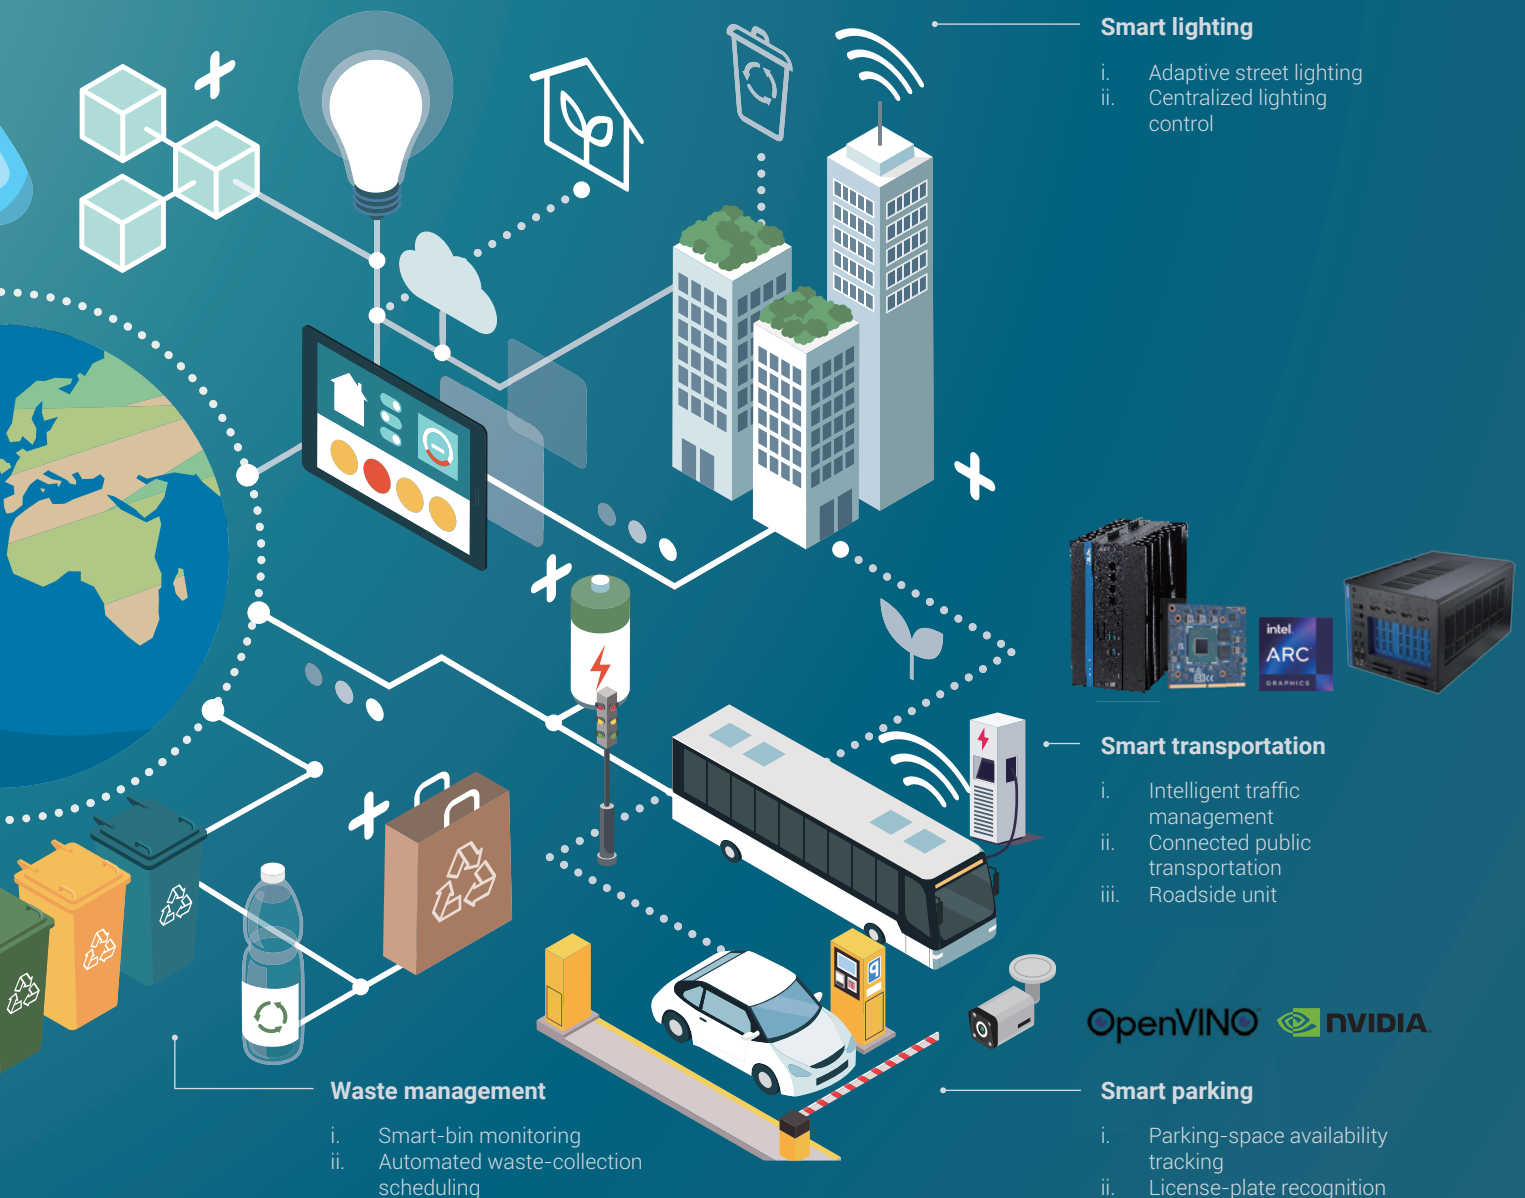 Smart lighting
i. Adaptive street lighting
ii. Centralized lighting
control
intel
ARC
GRAPHICS
Smart transportation
i. Intelligent traffic
management
ii. Connected public
transportation
iii. Roadside unit
P
OpenVINO
NVIDIA.
Waste management
i. Smart-bin monitoring
ii. Automated waste-collection
scheduling
Smart parking
i. Parking-space availability
tracking
ii. License-plate recognition